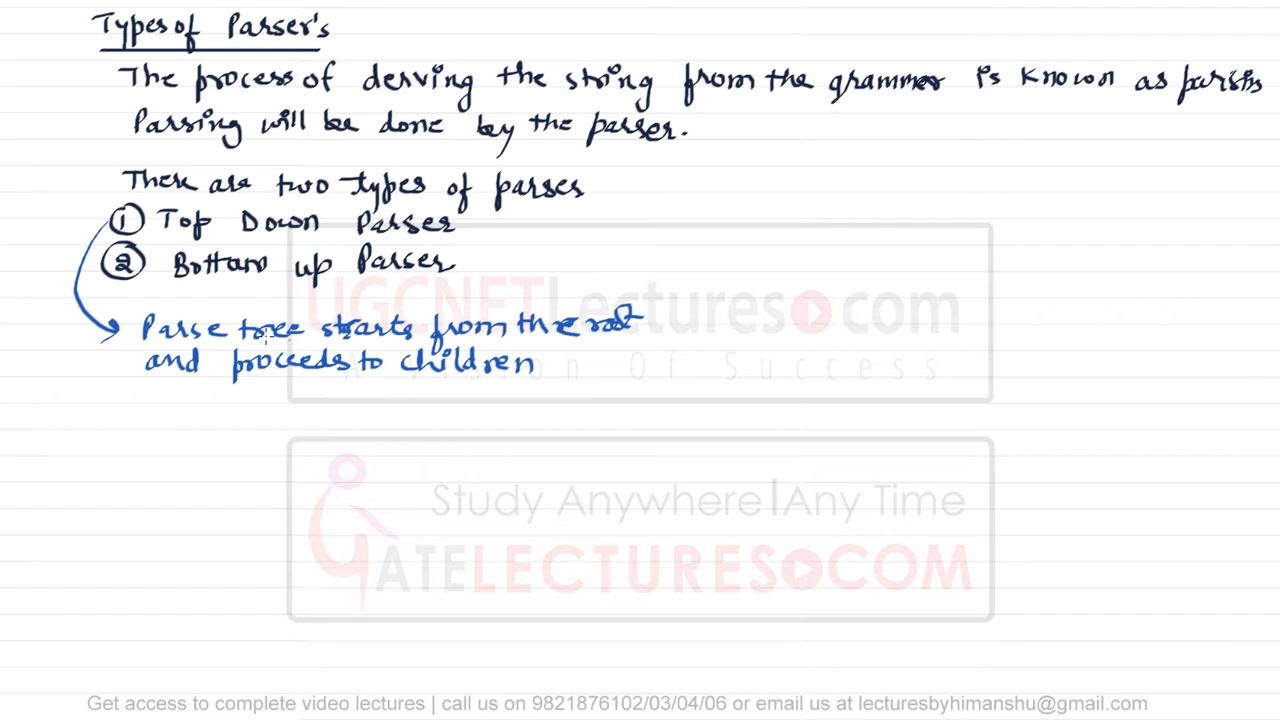 Types of Parser's
The process of derving the string from the grammer is known as parsing
Parsing will be done by the parser.
There are two types of parses
① Top Down Parser
② Bottom up Parser
UGCNETLectures.com
Parse tree starts from the root
and proceeds to children
A Vision Of Success
Study Anywhere|Any Time
GATELECTURES.COM
Get access to complete video lectures | call us on 9821876102/03/04/06 or email us at lecturesbyhimanshu@gmail.com